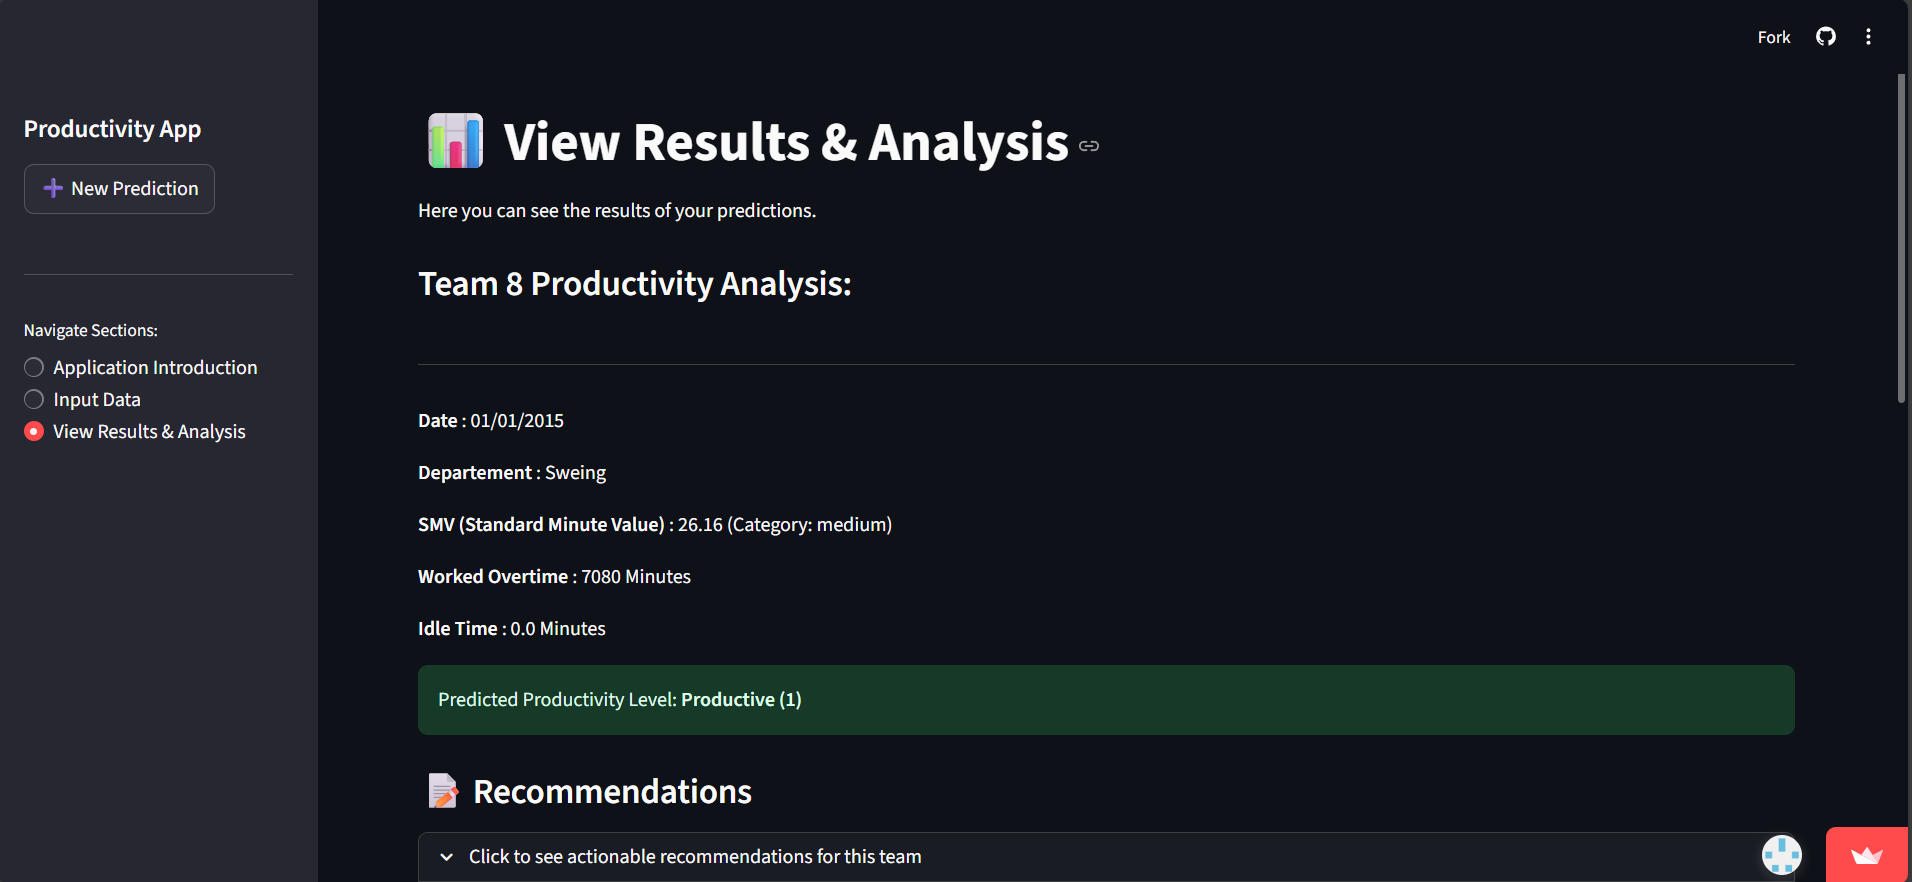 Fork
Productivity App
New Prediction
Navigate Sections:
Application Introduction
Input Data
View Results & Analysis
View Results & Analysis
Here you can see the results of your predictions.
Team 8 Productivity Analysis:
Date : 01/01/2015
Departement : Sweing
SMV (Standard Minute Value) : 26.16 (Category: medium)
Worked Overtime : 7080 Minutes
Idle Time : 0.0 Minutes
Predicted Productivity Level: Productive (1)
Recommendations
Click to see actionable recommendations for this team